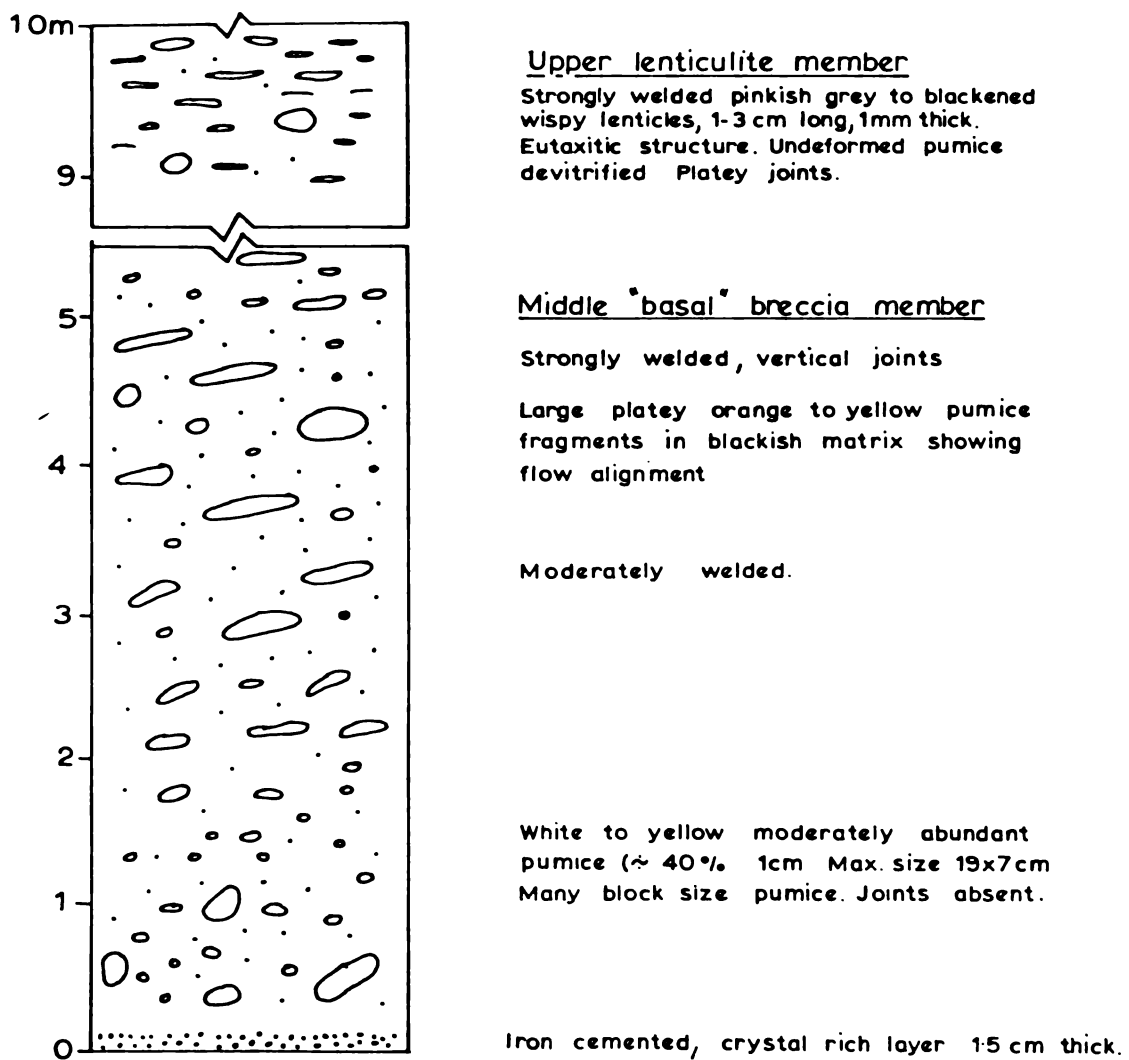 10m
Upper lenticulite member
Strongly welded pinkish grey to blackened
wispy lenticles, 1-3 cm long, 1mm thick.
Eutaxitic structure. Undeformed pumice
devitrified Platey joints.
9
5
Middle "basal" breccia member
Strongly welded, vertical joints
Large platey orange to yellow pumice
fragments in blackish matrix showing
flow alignment
4
Moderately welded.
3
2
White to yellow moderately abundant
pumice (~ 40% 1cm Max. size 19x7cm
Many block size pumice. Joints absent.
1
Iron cemented, crystal rich layer 1·5 cm thick.
0